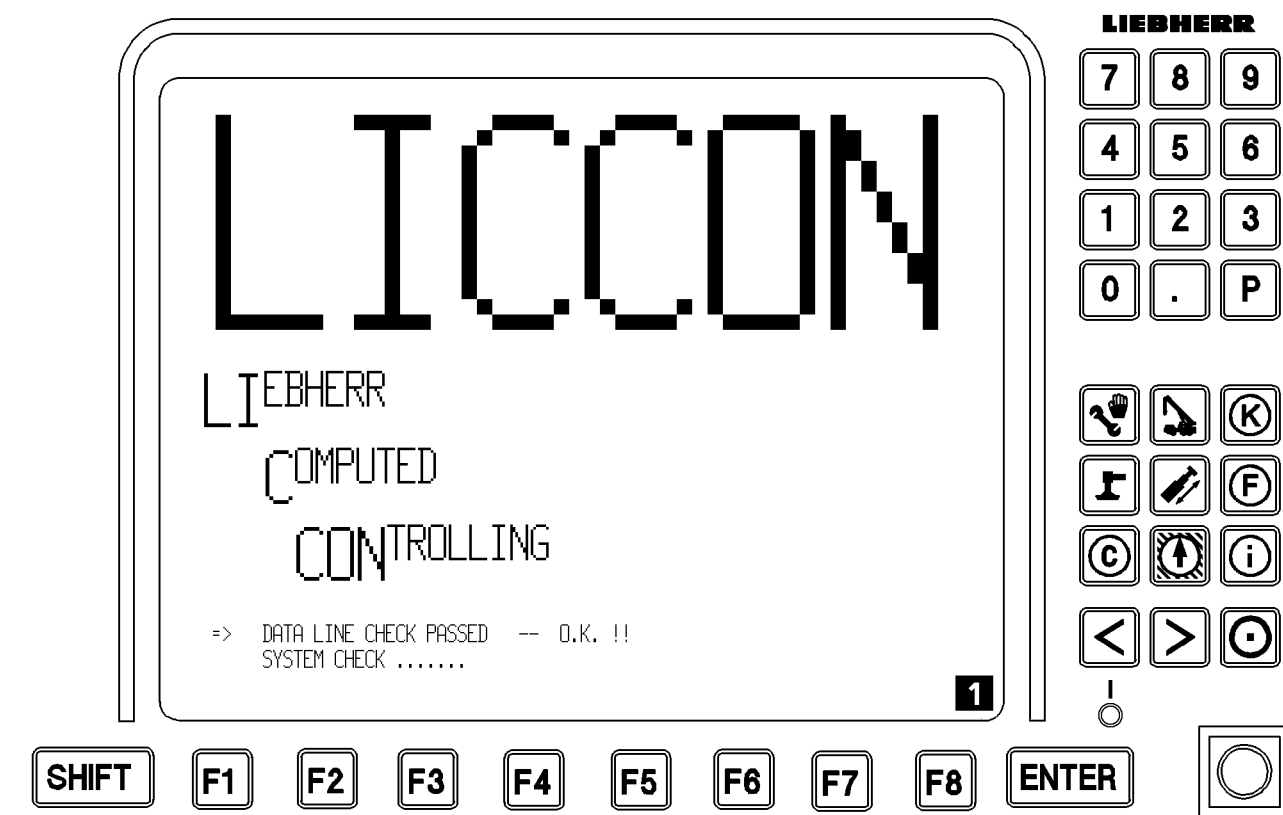 LIEBHERR
7 8 9
4 5 6
1 2 3
0 . P
LICCON
LIEBHERR
COMPUTED
CONTROLLING
=> DATA LINE CHECK PASSED -- O.K. !!
SYSTEM CHECK .......
1
K
F
C i
< >
I
SHIFT F1 F2 F3 F4 F5 F6 F7 F8 ENTER